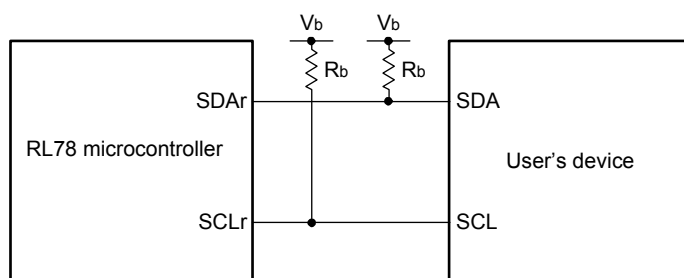 Vb
Vb
Rb
Rb
SDAr
SDA
RL78 microcontroller
User's device
SCLr
SCL